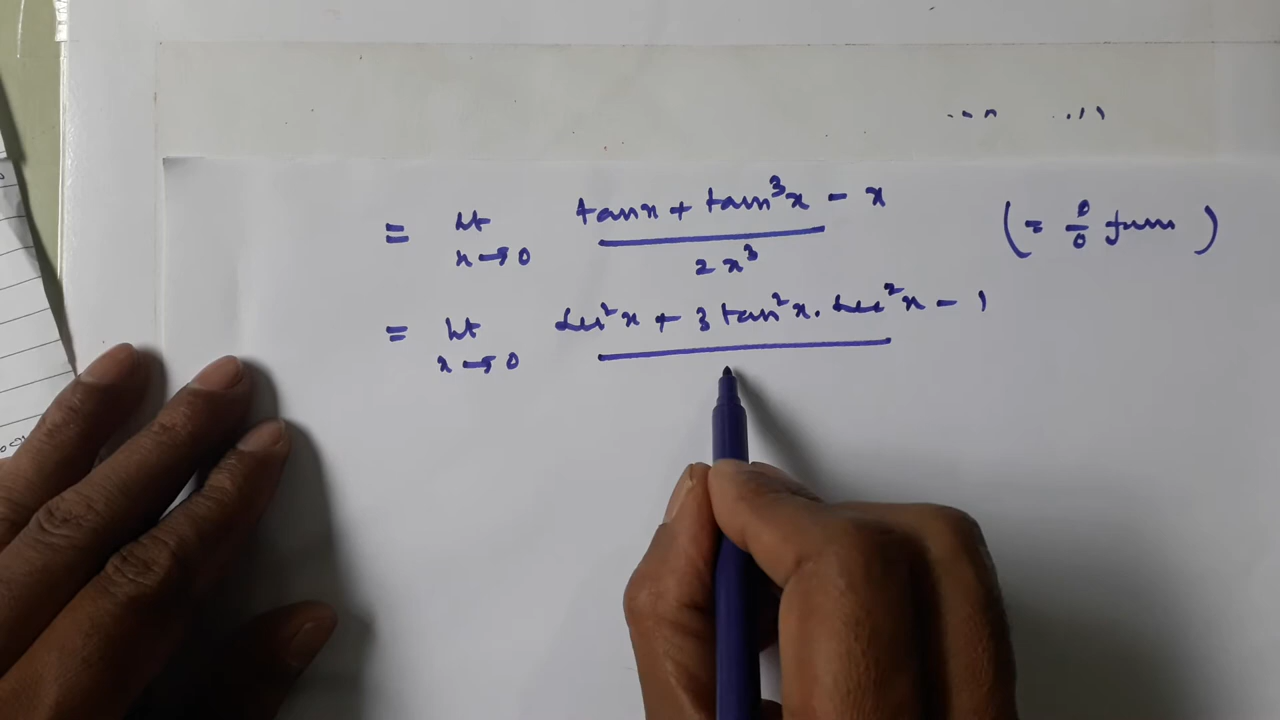 = lt x→0 (tanx + tan³x - x) / 2x³ (= 0/0 form)
= lt x→0 sec²x + 3 tan²x . sec²x - 1